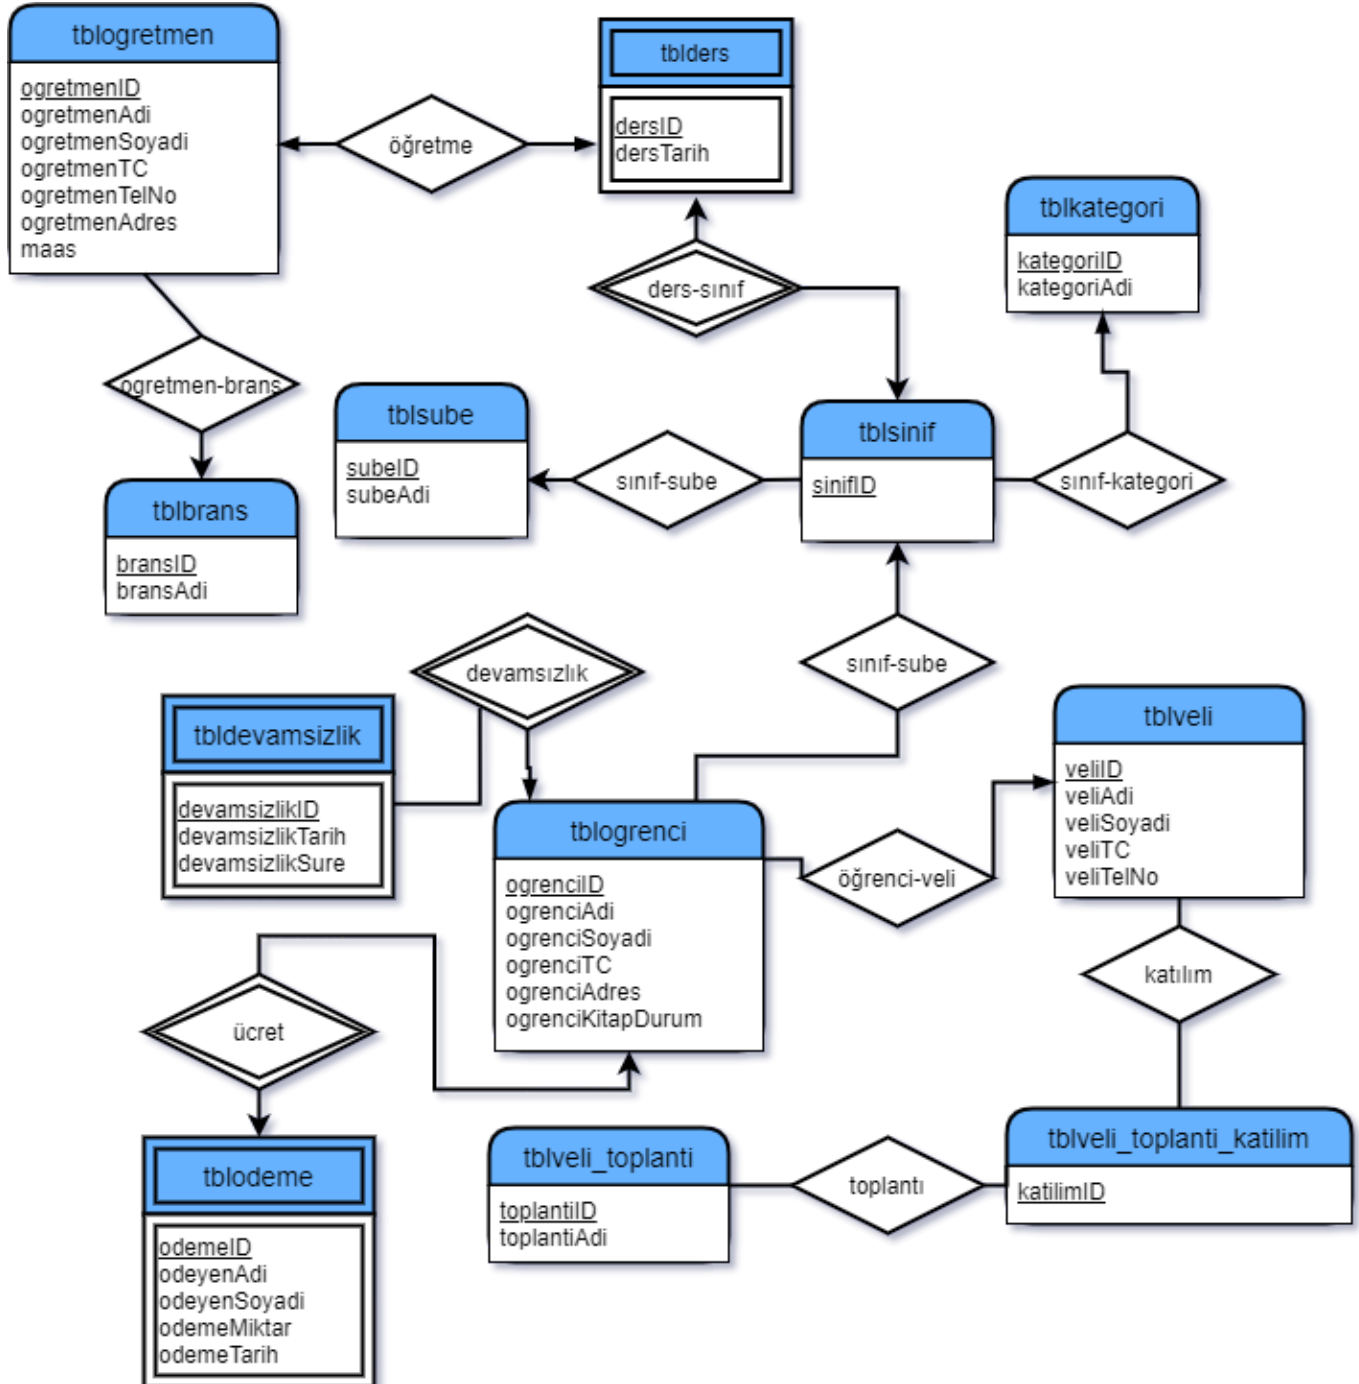 tblogretmen
ogretmenID
ogretmenAdi
ogretmenSoyadi
ogretmenTC
ogretmenTelNo
ogretmenAdres
maas
öğretme
tblders
dersID
dersTarih
ders-sınıf
tblkategori
kategoriID
kategoriAdi
ogretmen-brans
tblsube
subeID
subeAdi
sınıf-sube
tblsinif
sinifID
sınıf-kategori
tblbrans
bransID
bransAdi
devamsızlık
sınıf-sube
tbldevamsizlik
devamsizlikID
devamsizlikTarih
devamsizlikSure
tblveli
veliID
veliAdi
veliSoyadi
veliTC
veliTelNo
tblogrenci
ogrenciID
ogrenciAdi
ogrenciSoyadi
ogrenciTC
ogrenciAdres
ogrenciKitapDurum
öğrenci-veli
katılım
ücret
tblodeme
odemeID
odeyenAdi
odeyenSoyadi
odemeMiktar
odemeTarih
tblveli_toplanti
toplantiID
toplantiAdi
toplantı
tblveli_toplanti_katilim
katilimID